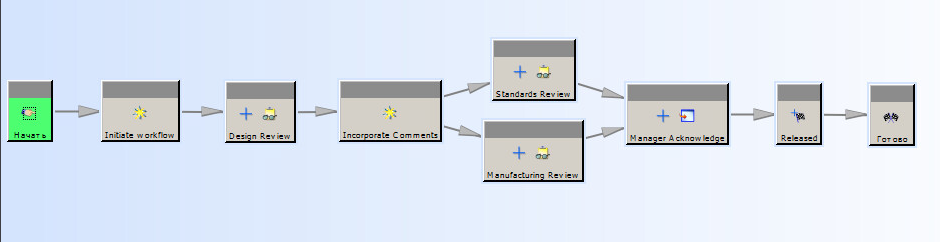 Начать
Initiate workflow
Design Review
Incorporate Comments
Standards Review
Manufacturing Review
Manager Acknowledge
Released
Готово